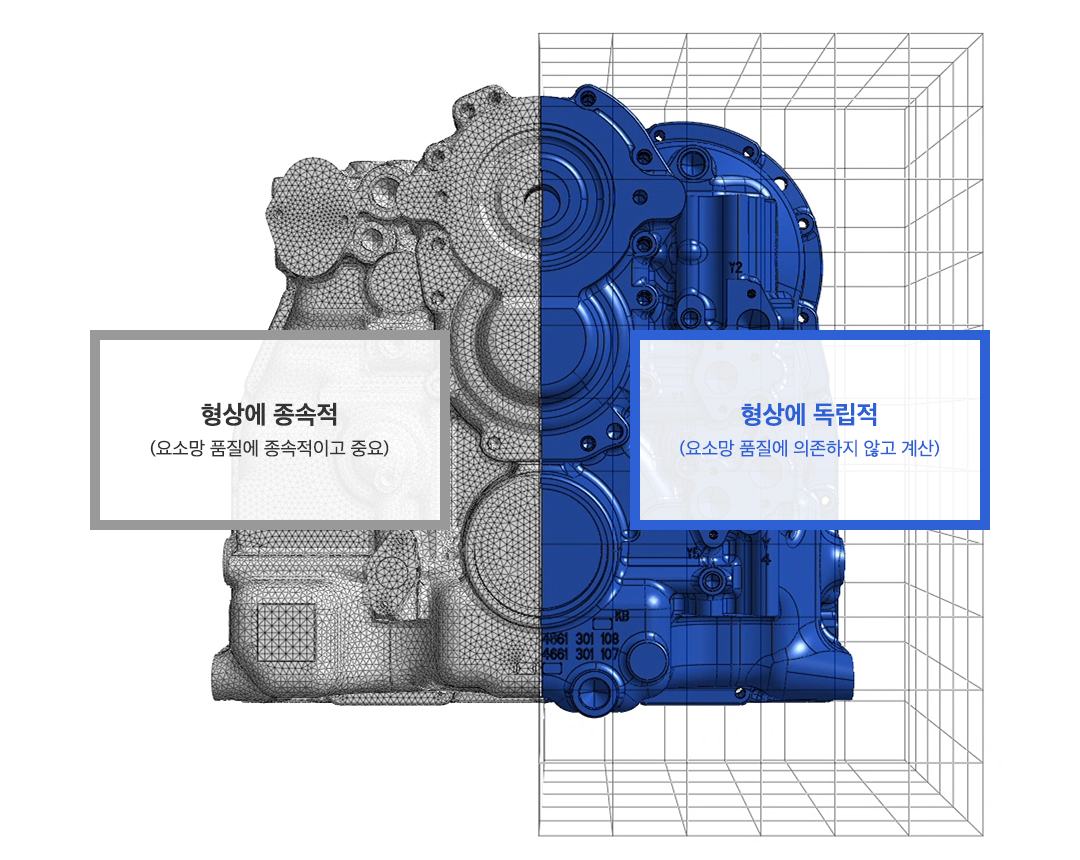 Y2
형상에 종속적
(요소망 품질에 종속적이고 중요)
형상에 독립적
(요소망 품질에 의존하지 않고 계산)
Y5
4
KB
4661 301 108
4661 301 107